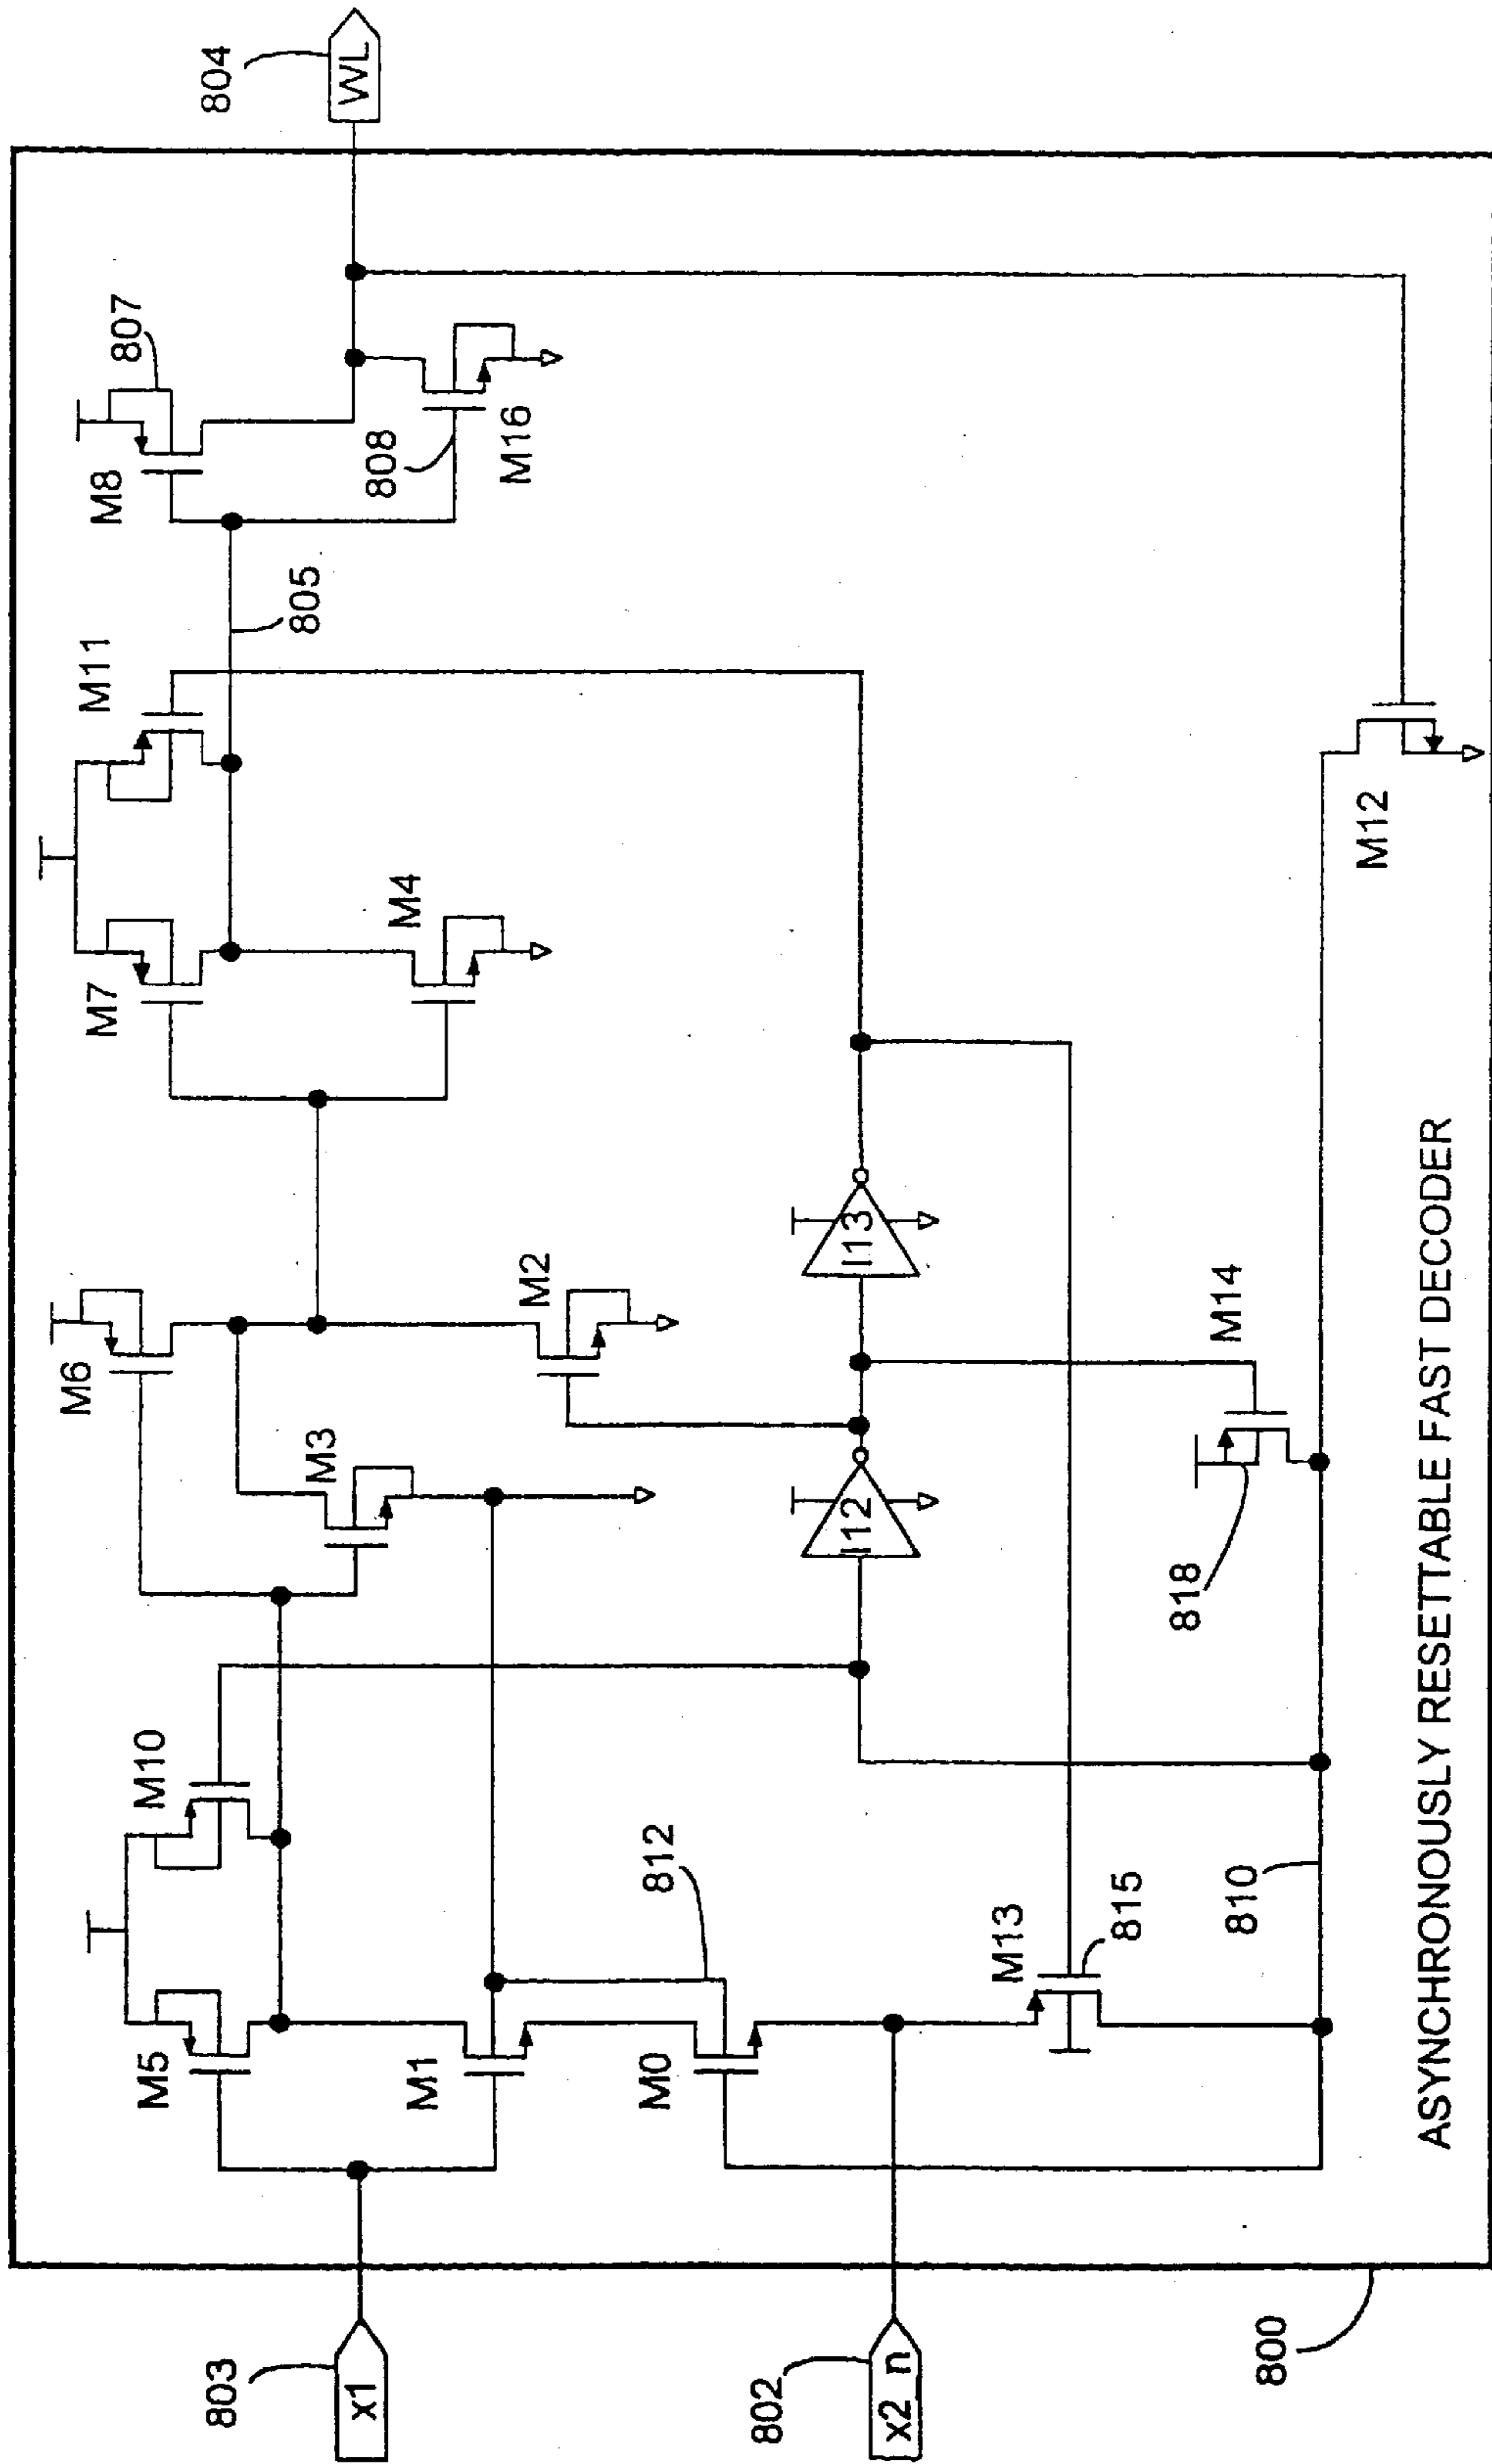 803
x1
802
x2_n
800
M5
M10
M1
M0
812
M13
815
810
M6
M3
M2
I12
I13
M14
818
M7
M4
M11
805
M8
807
808
M16
M12
804
WL
ASYNCHRONOUSLY RESETTABLE FAST DECODER